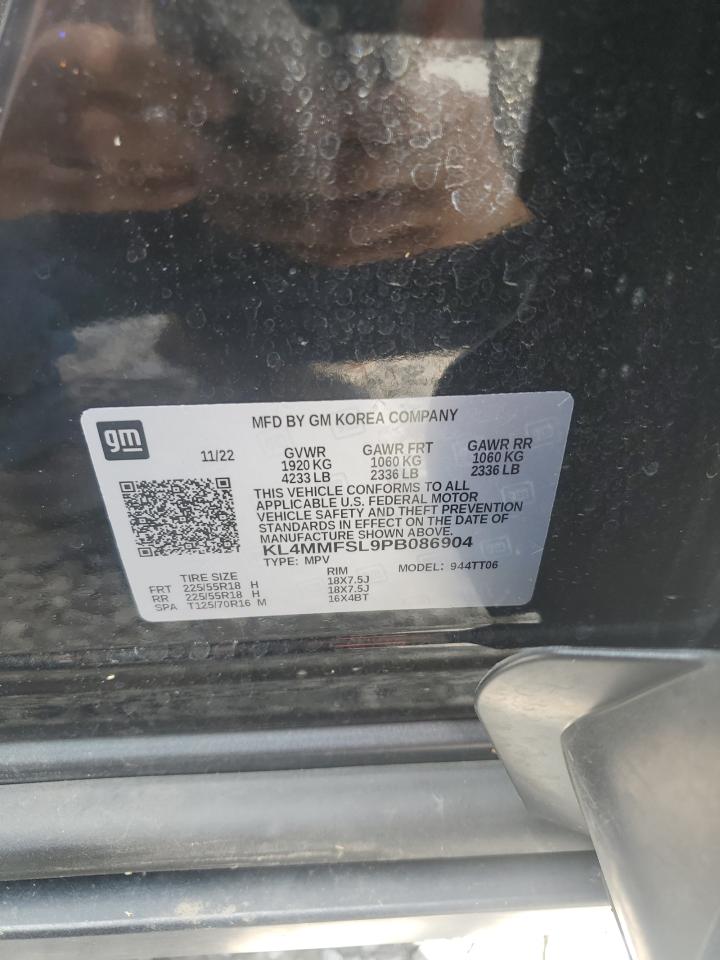 MFD BY GM KOREA COMPANY
gm
11/22 GVWR GAWR FRT GAWR RR
1920 KG 1060 KG 1060 KG
4233 LB 2336 LB 2336 LB
THIS VEHICLE CONFORMS TO ALL
APPLICABLE U.S. FEDERAL MOTOR
VEHICLE SAFETY AND THEFT PREVENTION
STANDARDS IN EFFECT ON THE DATE OF
MANUFACTURE SHOWN ABOVE.
KL4MMFSL9PB086904
TYPE: MPV MODEL: 944TT06
TIRE SIZE RIM
FRT 225/55R18 H 18X7.5J
RR 225/55R18 H 18X7.5J
SPA T125/70R16 M 16X4BT